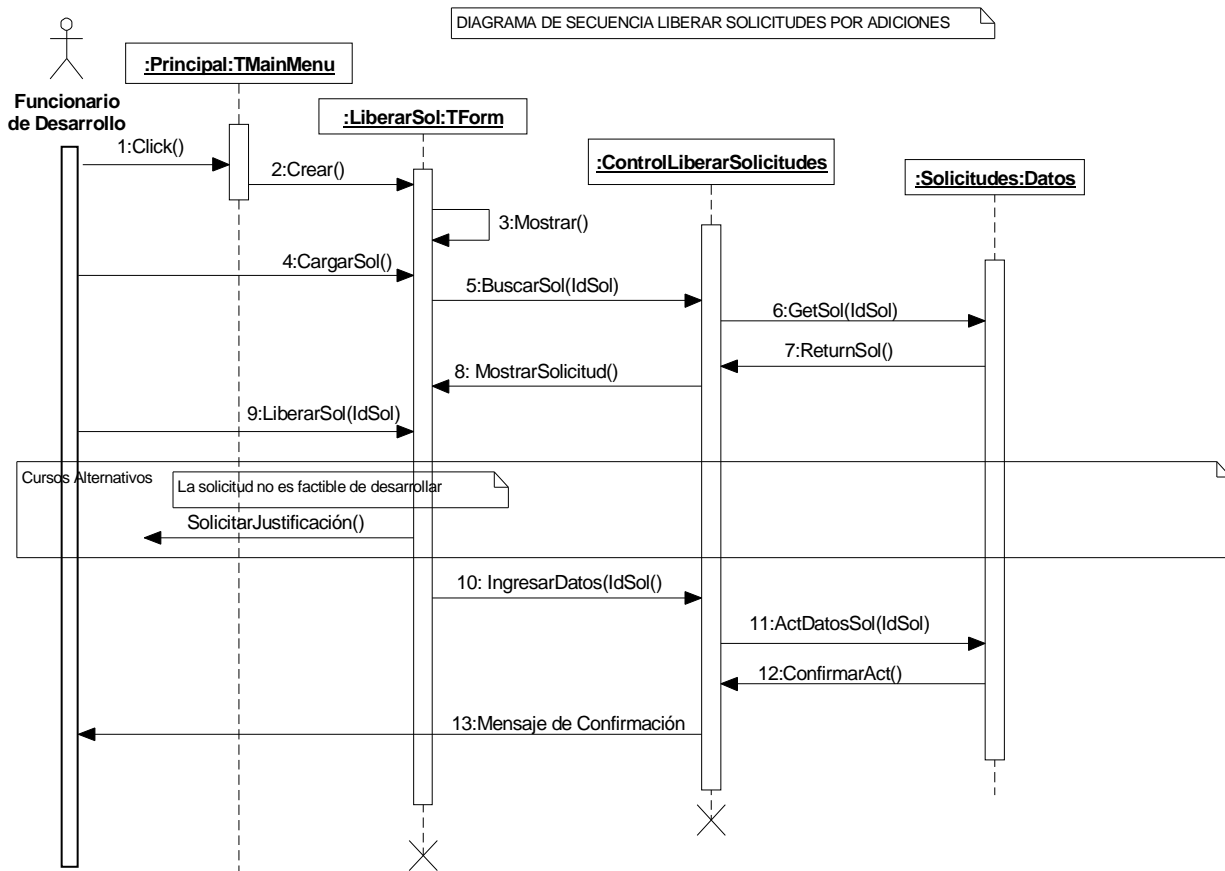 DIAGRAMA DE SECUENCIA LIBERAR SOLICITUDES POR ADICIONES
:Principal:TMainMenu
Funcionario
de Desarrollo
:LiberarSol:TForm
:ControlLiberarSolicitudes
:Solicitudes:Datos
1:Click()
2:Crear()
3:Mostrar()
4:CargarSol()
5:BuscarSol(IdSol)
6:GetSol(IdSol)
7:ReturnSol()
8: MostrarSolicitud()
9:LiberarSol(IdSol)
Cursos Alternativos
La solicitud no es factible de desarrollar
SolicitarJustificación()
10: IngresarDatos(IdSol()
11:ActDatosSol(IdSol)
12:ConfirmarAct()
13:Mensaje de Confirmación